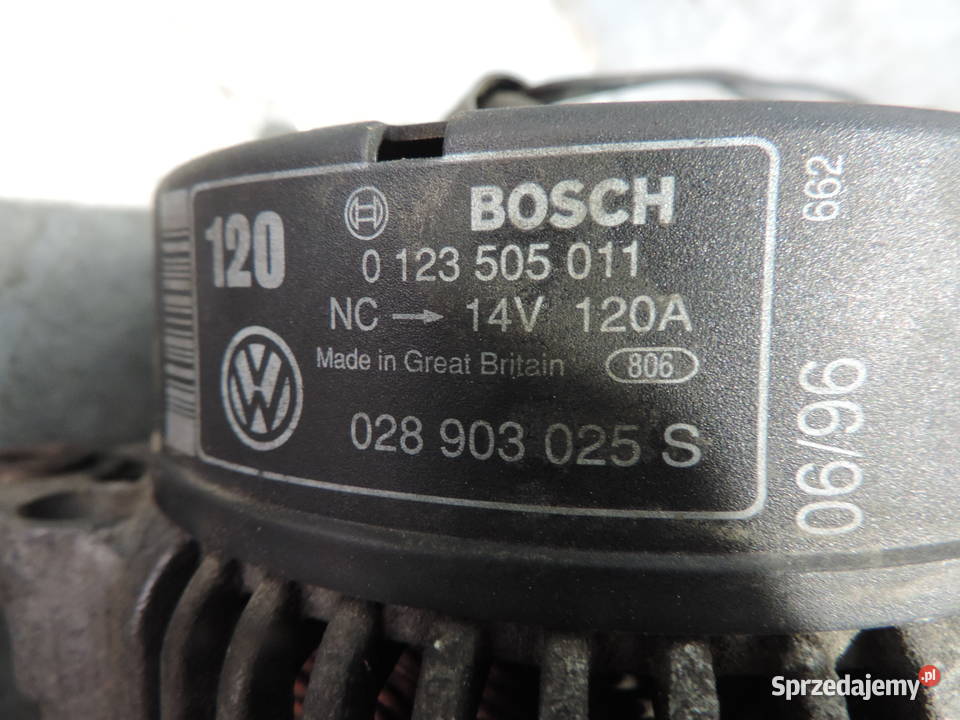 120
BOSCH
0 123 505 011
NC → 14V 120A
Made in Great Britain 806
028 903 025 S
662
06/96
Sprzedajemy.pl